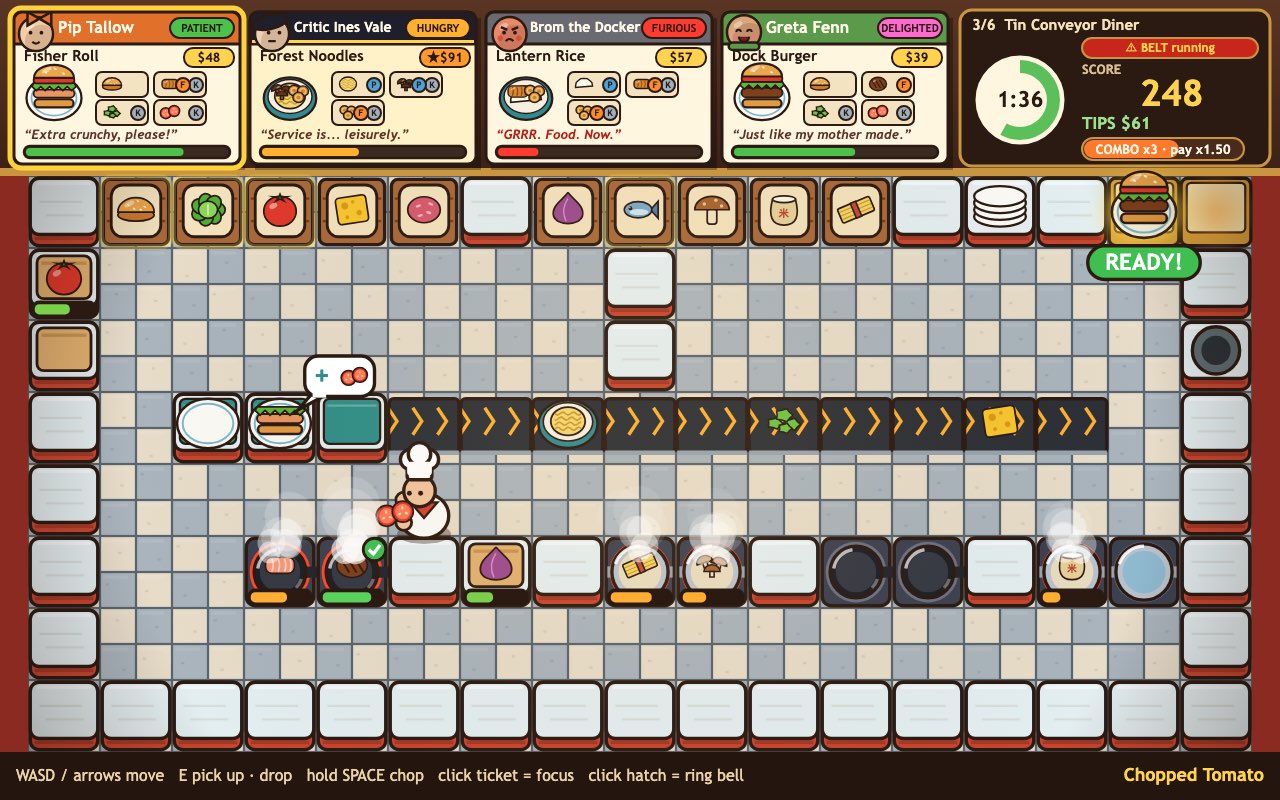 Pip Tallow PATIENT
Fisher Roll $48
K F K
K K
“Extra crunchy, please!”
Critic Ines Vale HUNGRY
Forest Noodles ★$91
P P K
F K
“Service is... leisurely.”
Brom the Docker FURIOUS
Lantern Rice $57
P F K
F K
“GRRR. Food. Now.”
Greta Fenn DELIGHTED
Dock Burger $39
F
K K
“Just like my mother made.”
3/6 Tin Conveyor Diner
⚠ BELT running
1:36
SCORE
248
TIPS $61
COMBO x3 · pay x1.50
米
READY!
+
米
WASD / arrows move E pick up · drop hold SPACE chop click ticket = focus click hatch = ring bell
Chopped Tomato